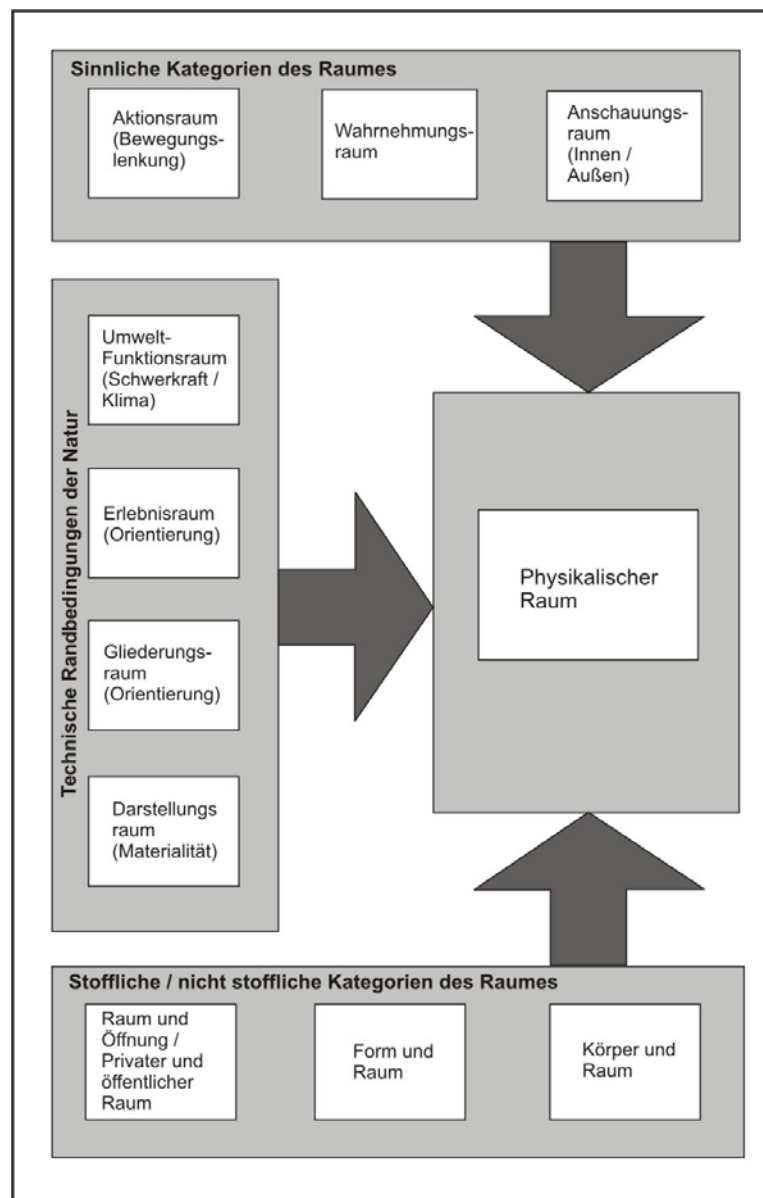 Sinnliche Kategorien des Raumes
Aktionsraum
(Bewegungs-
lenkung)
Wahrnehmungs-
raum
Anschauungs-
raum
(Innen /
Außen)
Technische Randbedingungen der Natur
Umwelt-
Funktionsraum
(Schwerkraft /
Klima)
Erlebnisraum
(Orientierung)
Gliederungs-
raum
(Orientierung)
Darstellungs
raum
(Materialität)
Physikalischer
Raum
Stoffliche / nicht stoffliche Kategorien des Raumes
Raum und
Öffnung /
Privater und
öffentlicher
Raum
Form und
Raum
Körper und
Raum